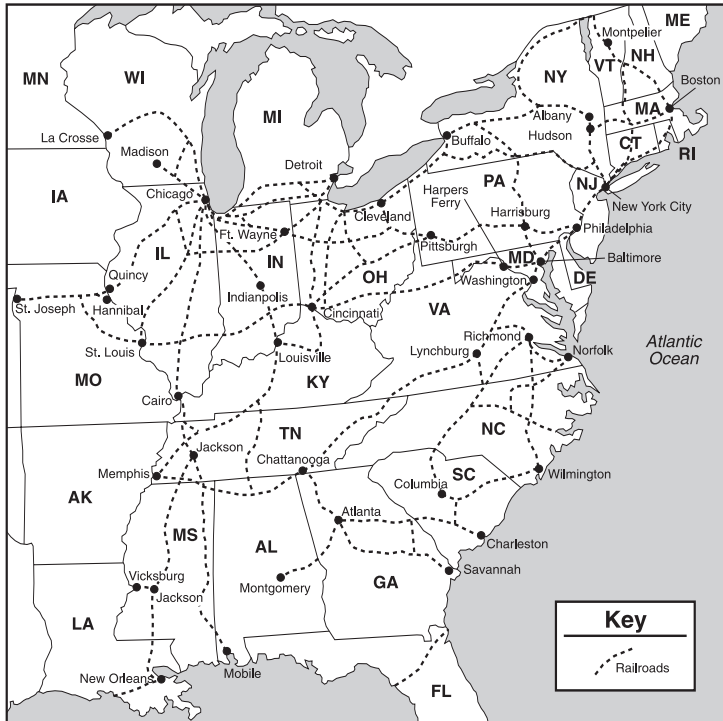 ME
Montpelier
VT
NH
MN
WI
NY
Boston
MI
Albany
MA
La Crosse
Hudson
Buffalo
CT
Madison
Detroit
RI
PA
Harpers
Ferry
NJ
IA
Chicago
New York City
Cleveland
Harrisburg
Ft. Wayne
Philadelphia
Pittsburgh
IL
IN
OH
MD
Baltimore
Quincy
Washington
DE
Indianpolis
St. Joseph
Hannibal
Cincinnati
VA
Richmond
Atlantic
Ocean
St. Louis
Louisville
Lynchburg
Norfolk
MO
KY
Cairo
TN
NC
Jackson
Chattanooga
Memphis
Wilmington
SC
Columbia
AK
Atlanta
MS
AL
Charleston
Vicksburg
Montgomery
GA
Savannah
Jackson
LA
Key
Railroads
New Orleans
Mobile
FL